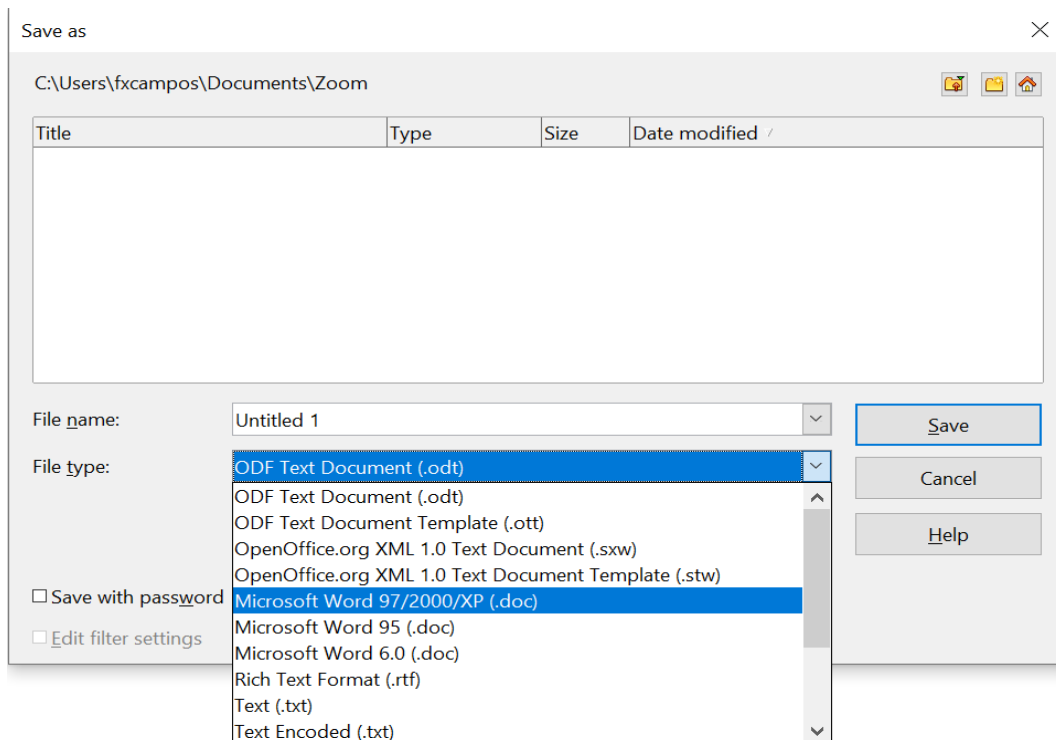 Save as
C:\Users\fxcampos\Documents\Zoom
Title Type Size Date modified
File name: Untitled 1 Save
File type: ODF Text Document (.odt) Cancel
ODF Text Document (.odt)
ODF Text Document Template (.ott)
Help
OpenOffice.org XML 1.0 Text Document (.sxw)
OpenOffice.org XML 1.0 Text Document Template (.stw)
Save with password Microsoft Word 97/2000/XP (.doc)
Microsoft Word 95 (.doc)
Edit filter settings
Microsoft Word 6.0 (.doc)
Rich Text Format (.rtf)
Text (.txt)
Text Encoded (.txt)